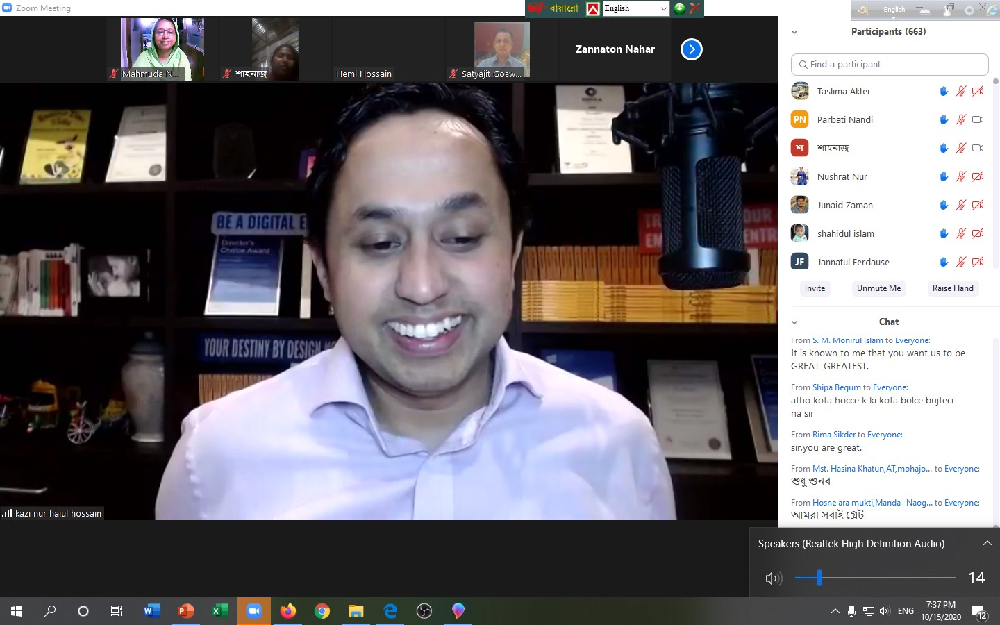 Zoom Meeting
বায়ান্নো
English
English
Mahmuda N...
শাহনাজ
Hemi Hossain
Satyajit Gosw...
Zannaton Nahar
BE A DIGITAL E
Director's
Choice Award
YOUR DESTINY BY DESIGN
kazi nur haiul hossain
Participants (663)
Find a participant
Taslima Akter
PN Parbati Nandi
শ শাহনাজ
Nushrat Nur
Junaid Zaman
shahidul islam
JF Jannatul Ferdause
Invite Unmute Me Raise Hand
Chat
From S. M. Monirul Islam to Everyone:
It is known to me that you want us to be
GREAT-GREATEST.
From Shipa Begum to Everyone:
atho kota hocce k ki kota bolce bujteci
na sir
From Rima Sikder to Everyone:
sir,you are great.
From Mst. Hasina Khatun,AT,mohajo... to Everyone:
শুধু শুনব
From Hosne ara mukti,Manda- Naog... to Everyone:
আমরা সবাই গ্রেট
Speakers (Realtek High Definition Audio)
14
ENG
7:37 PM
10/15/2020
12